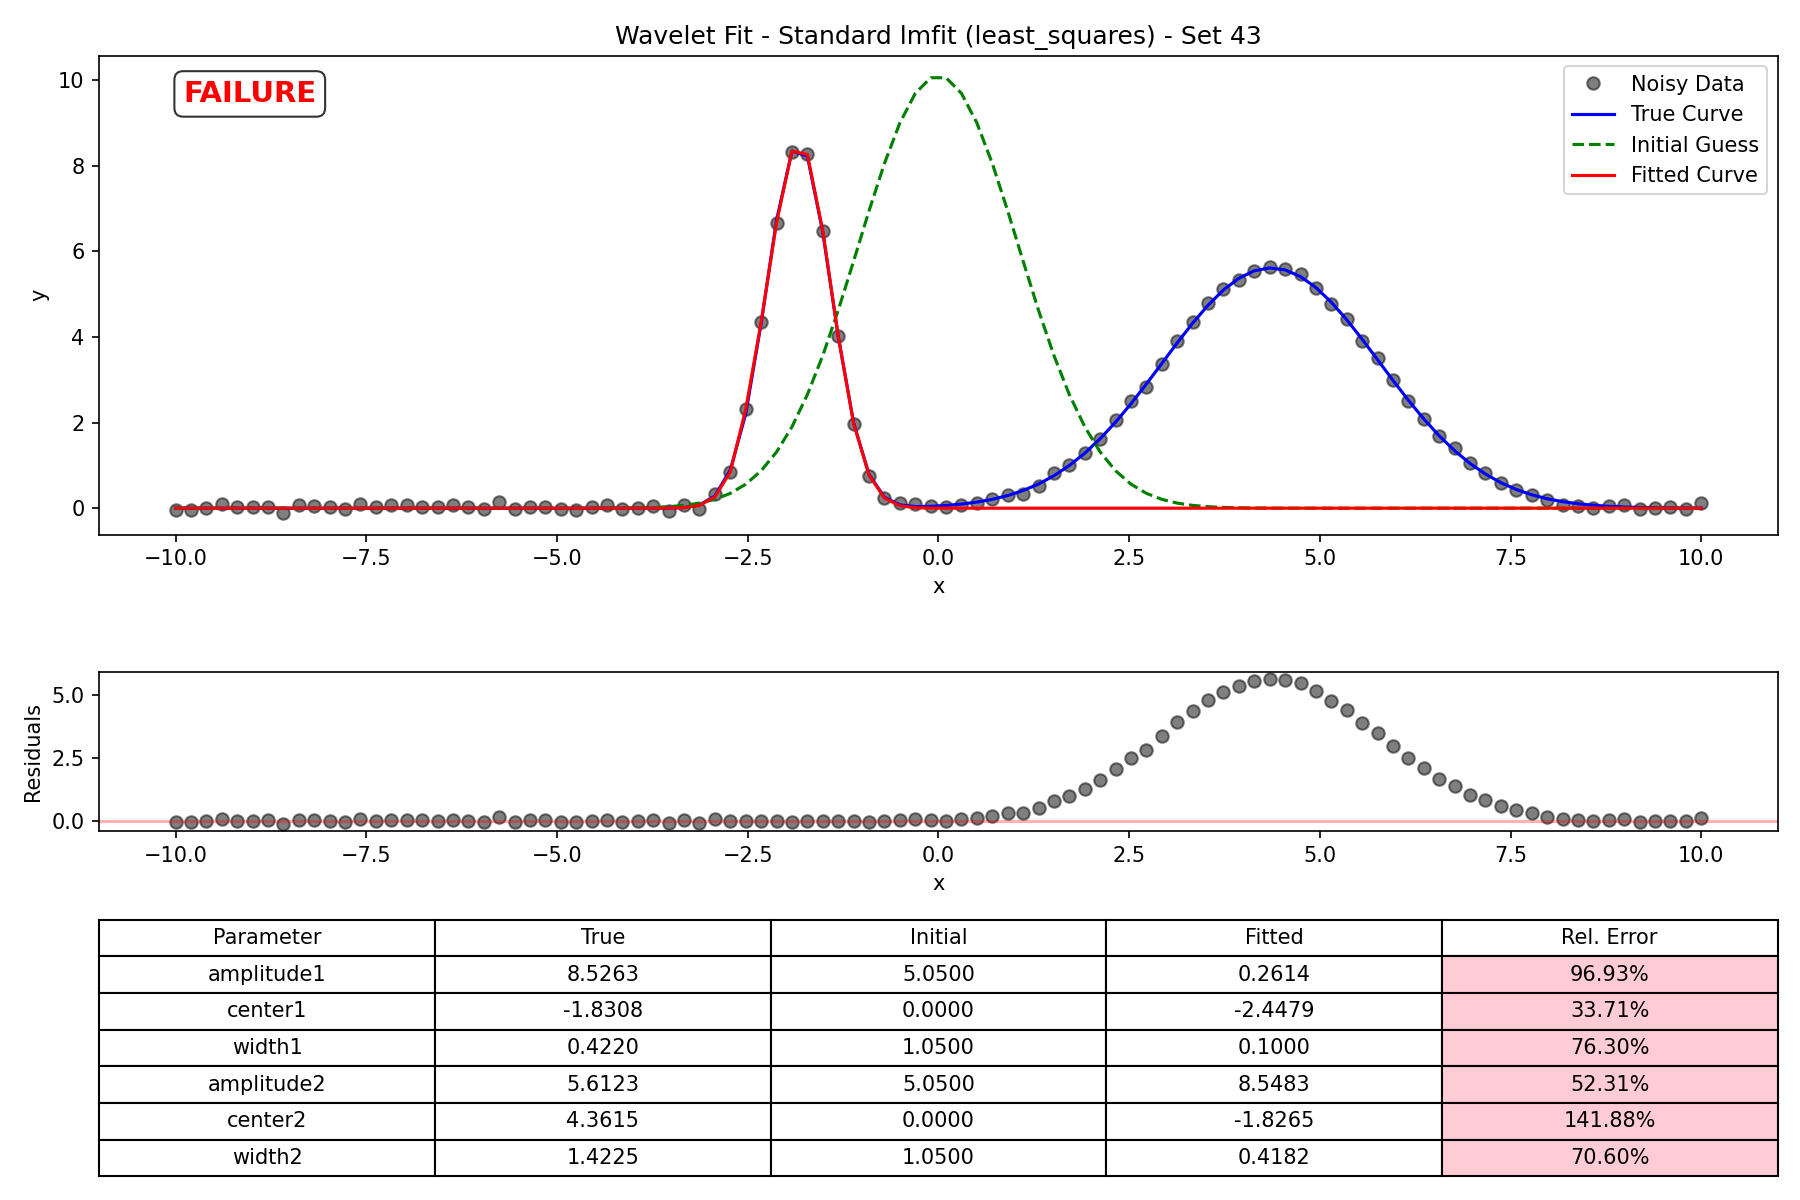 Wavelet Fit - Standard lmfit (least_squares) - Set 43
FAILURE
Noisy Data
True Curve
Initial Guess
Fitted Curve
y
10
8
6
4
2
0
−10.0 −7.5 −5.0 −2.5 0.0 2.5 5.0 7.5 10.0
x
Residuals
5.0
2.5
0.0
−10.0 −7.5 −5.0 −2.5 0.0 2.5 5.0 7.5 10.0
x
Parameter True Initial Fitted Rel. Error
amplitude1 8.5263 5.0500 0.2614 96.93%
center1 -1.8308 0.0000 -2.4479 33.71%
width1 0.4220 1.0500 0.1000 76.30%
amplitude2 5.6123 5.0500 8.5483 52.31%
center2 4.3615 0.0000 -1.8265 141.88%
width2 1.4225 1.0500 0.4182 70.60%